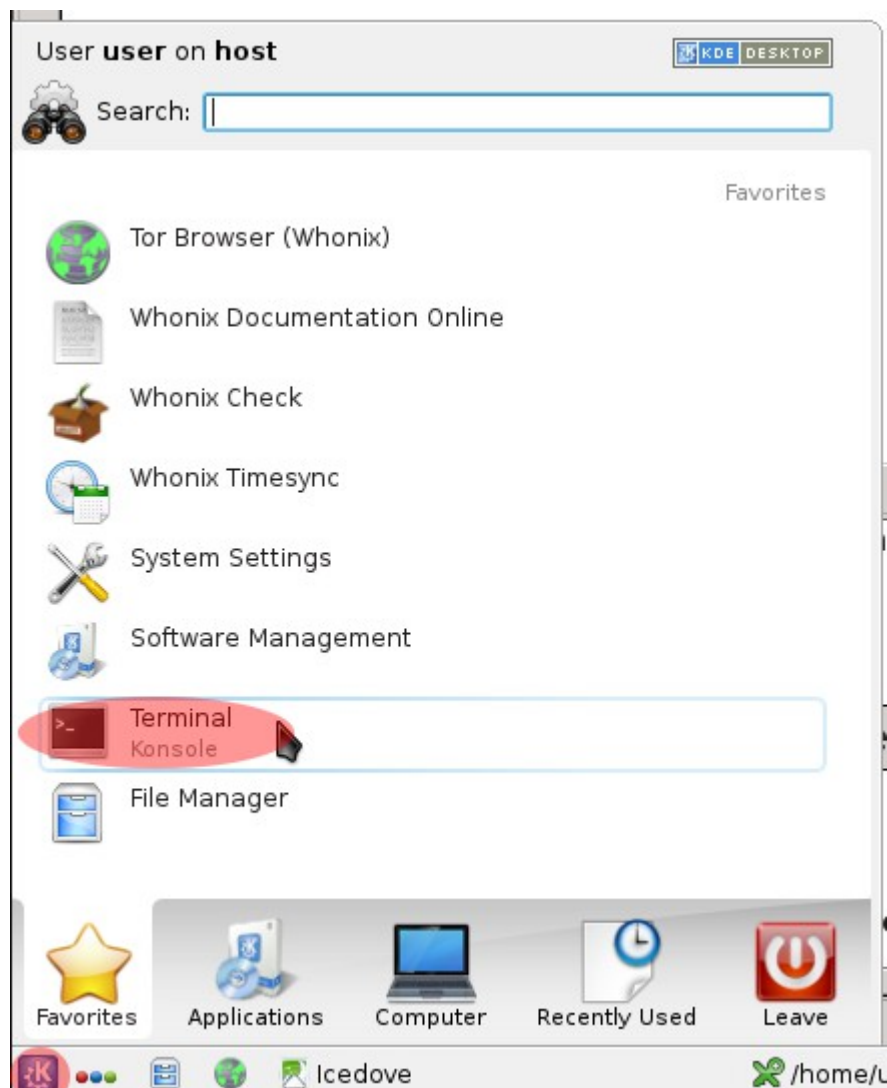 User user on host
KDE DESKTOP
Search:
Favorites
Tor Browser (Whonix)
Whonix Documentation Online
Whonix Check
Whonix Timesync
System Settings
Software Management
>_
Terminal
Konsole
File Manager
Favorites
Applications
Computer
Recently Used
Leave
Icedove
/home/u